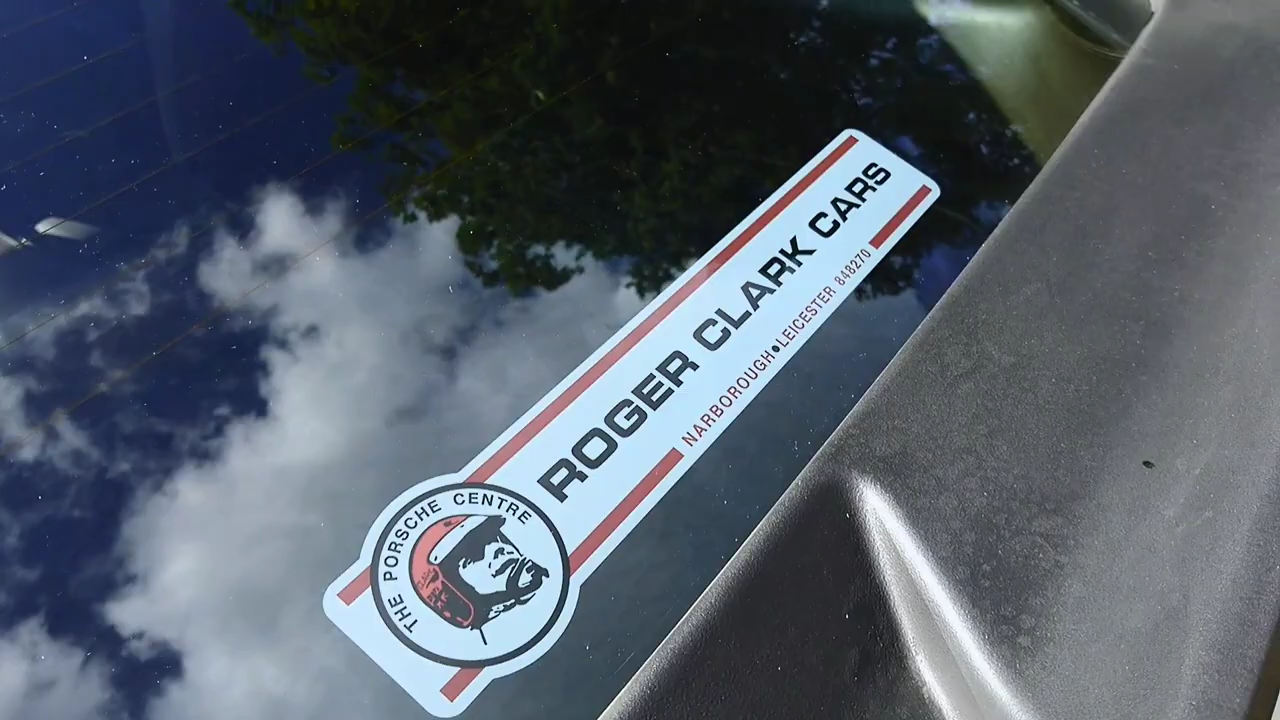 ROGER CLARK CARS
NARBOROUGH•LEICESTER 848270
THE PORSCHE CENTRE